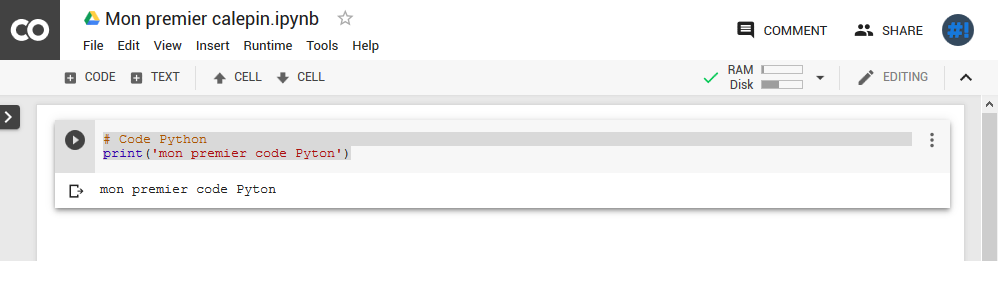 CO Mon premier calepin.ipynb
File Edit View Insert Runtime Tools Help
COMMENT SHARE #!
CODE TEXT CELL CELL RAM Disk EDITING
# Code Python
print('mon premier code Pyton')
mon premier code Pyton